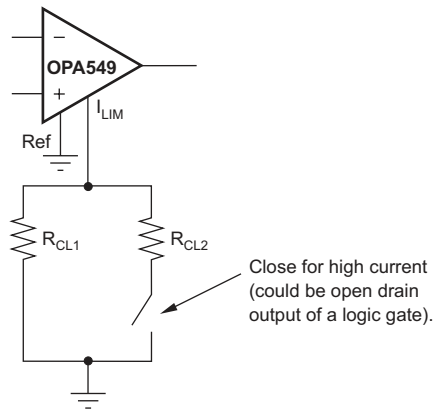 −
OPA549
+
I_LIM
Ref
R_CL1
R_CL2
Close for high current
(could be open drain
output of a logic gate).